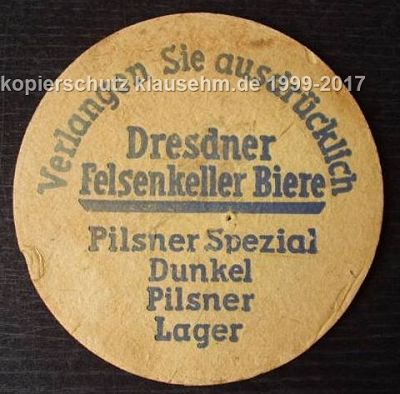 Verlangen Sie ausdrücklich
kopierschutz klausehm.de 1999-2017
Dresdner
Felsenkeller Biere
Pilsner Spezial
Dunkel
Pilsner
Lager